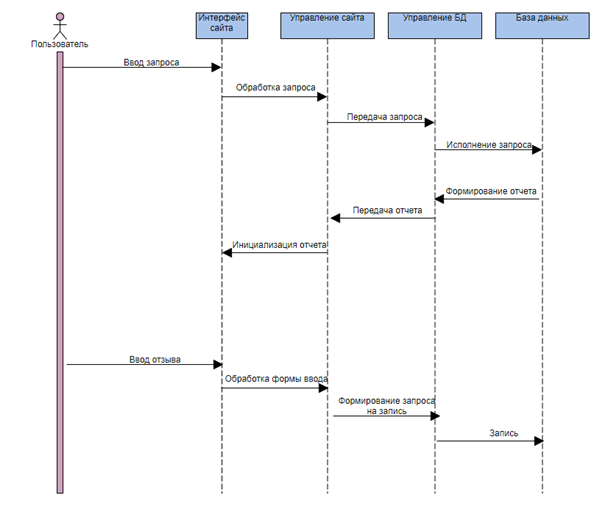 Интерфейс
сайта
Управление сайта
Управление БД
База данных
Пользователь
Ввод запроса
Обработка запроса
Передача запроса
Исполнение запроса
Формирование отчета
Передача отчета
Инициализация отчета
Ввод отзыва
Обработка формы ввода
Формирование запроса
на запись
Запись